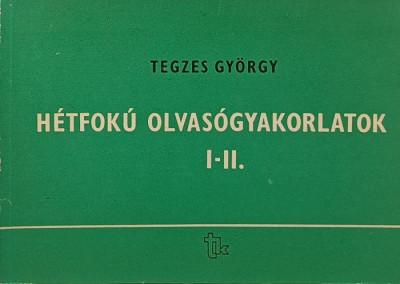 TEGZES GYÖRGY
HÉTFOKÚ OLVASÓGYAKORLATOK
I-II.
tk